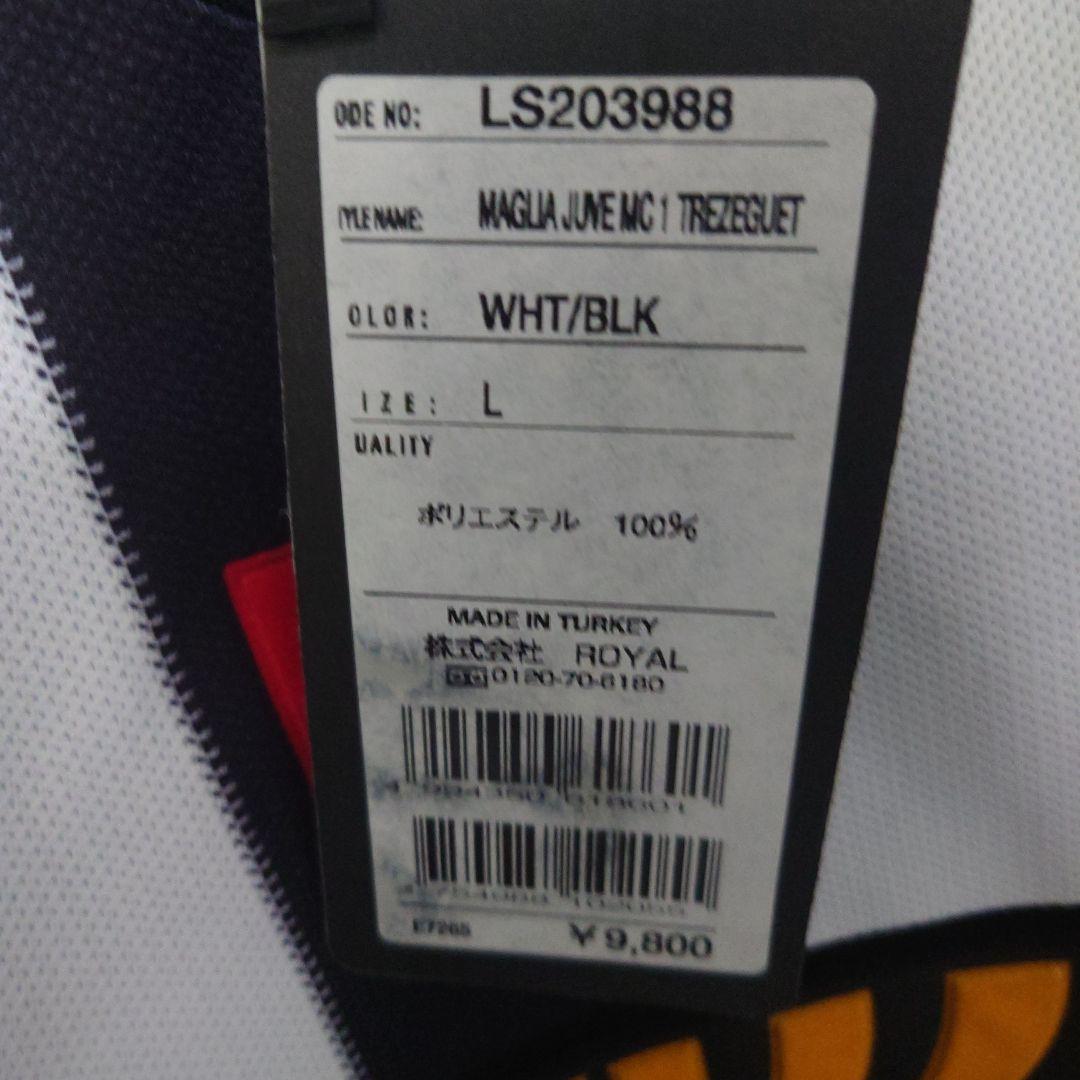 ODE NO: LS203988
TYLE NAME: MAGLIA JUVE MC 1 TREZEGUET
OLOR: WHT/BLK
IZE: L
UALITY
ポリエステル 100%
MADE IN TURKEY
株式会社 ROYAL
0120-70-6180
E7265
¥9,800